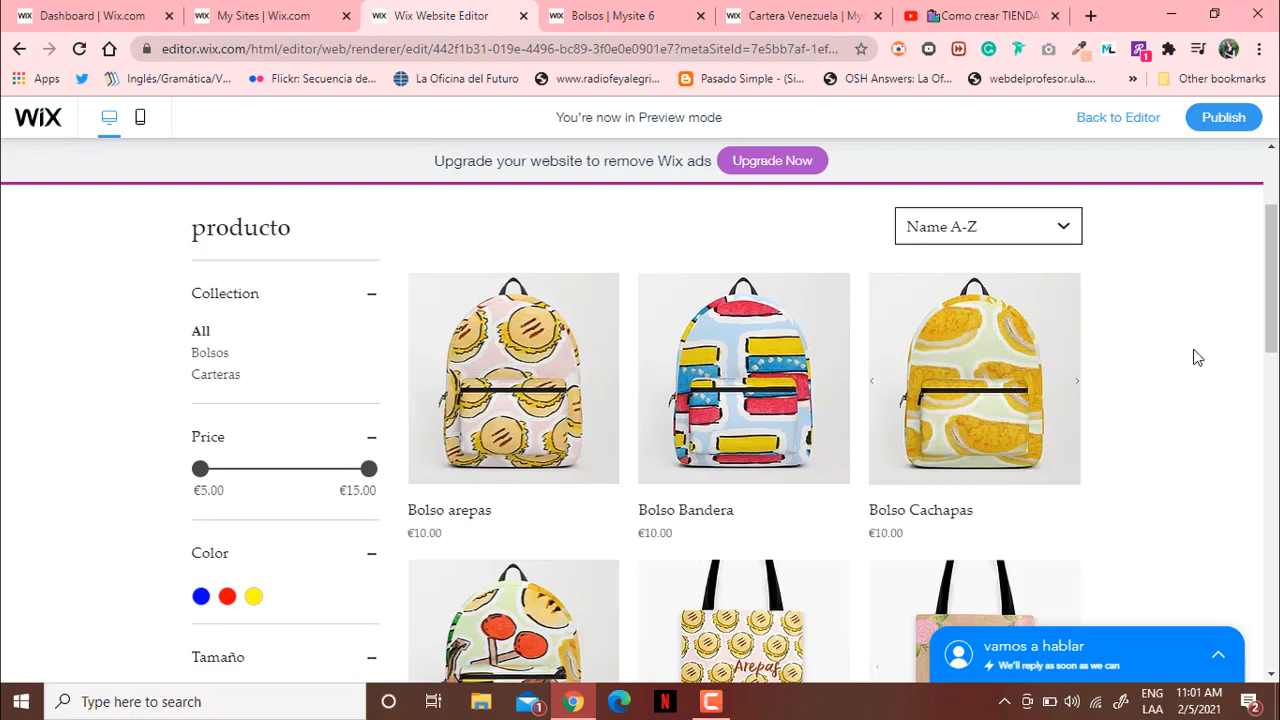 Dashboard | Wix.com
My Sites | Wix.com
Wix Website Editor
Bolsos | Mysite 6
Cartera Venezuela | My
Como crear TIENDA
editor.wix.com/html/editor/web/renderer/edit/442f1b31-019e-4496-bc89-3f0e0e0901e7?metaSiteId=7e5bb7af-1ef...
Apps
Inglés/Gramática/V...
Flickr: Secuencia de...
La Oficina del Futuro
www.radiofeyalegri...
Pasado Simple - (Si...
OSH Answers: La Of...
webdelprofesor.ula....
»
Other bookmarks
WiX
You're now in Preview mode
Back to Editor
Publish
Upgrade your website to remove Wix ads
Upgrade Now
producto
Name A-Z
Collection
All
Bolsos
Carteras
Price
€5.00
€15.00
Color
Tamaño
Bolso arepas
€10.00
Bolso Bandera
€10.00
Bolso Cachapas
€10.00
Arepas
vamos a hablar
We'll reply as soon as we can
Type here to search
ENG
LAA
11:01 AM
2/5/2021